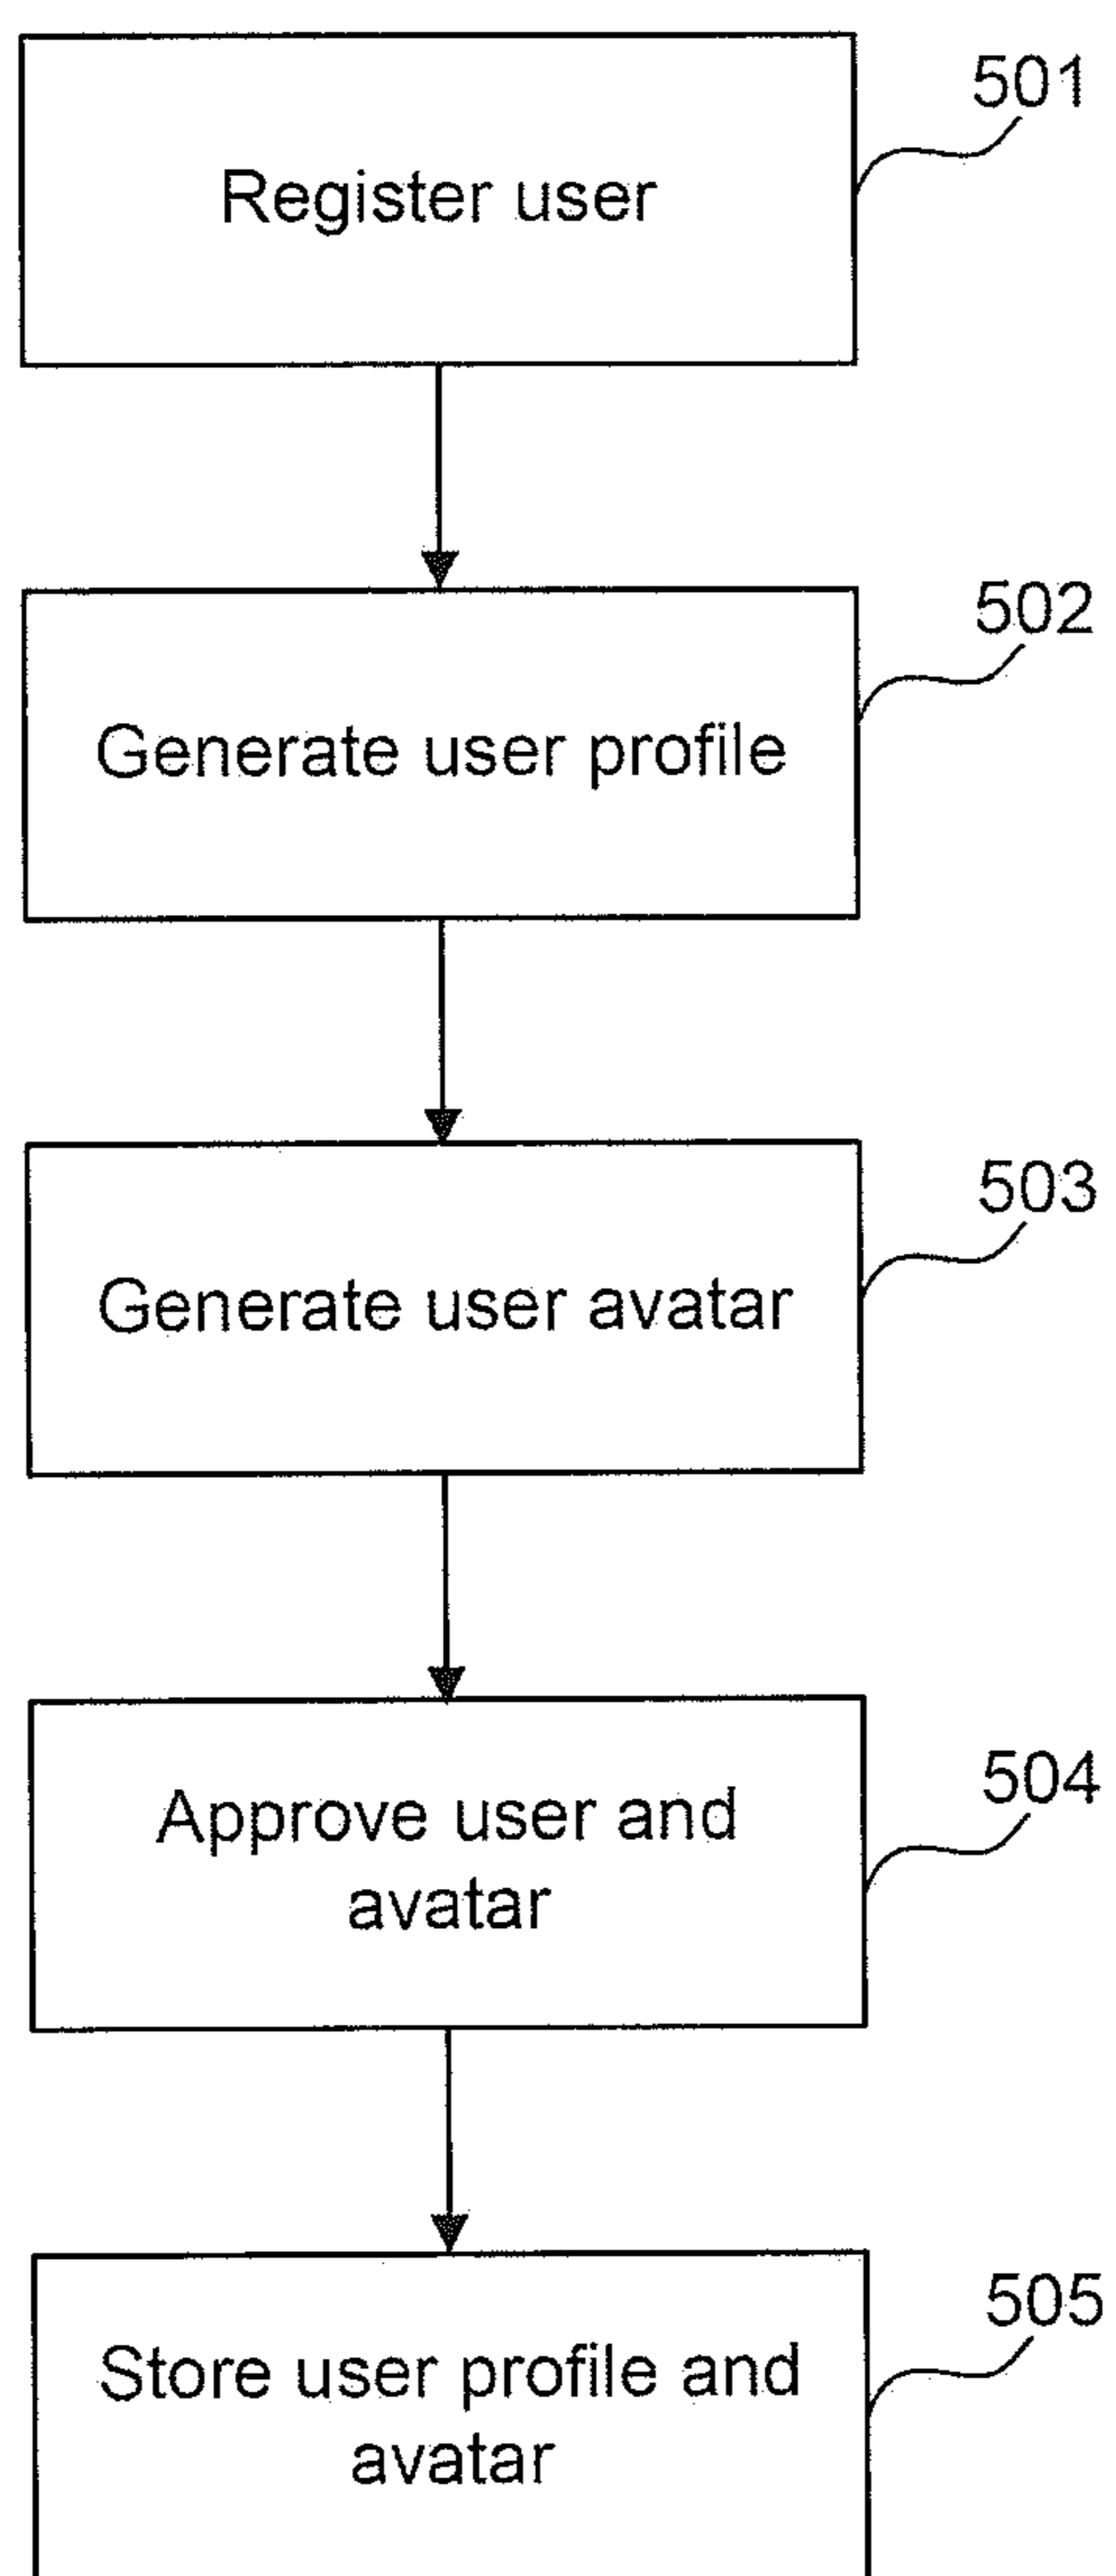 501
Register user
502
Generate user profile
503
Generate user avatar
504
Approve user and
avatar
505
Store user profile and
avatar